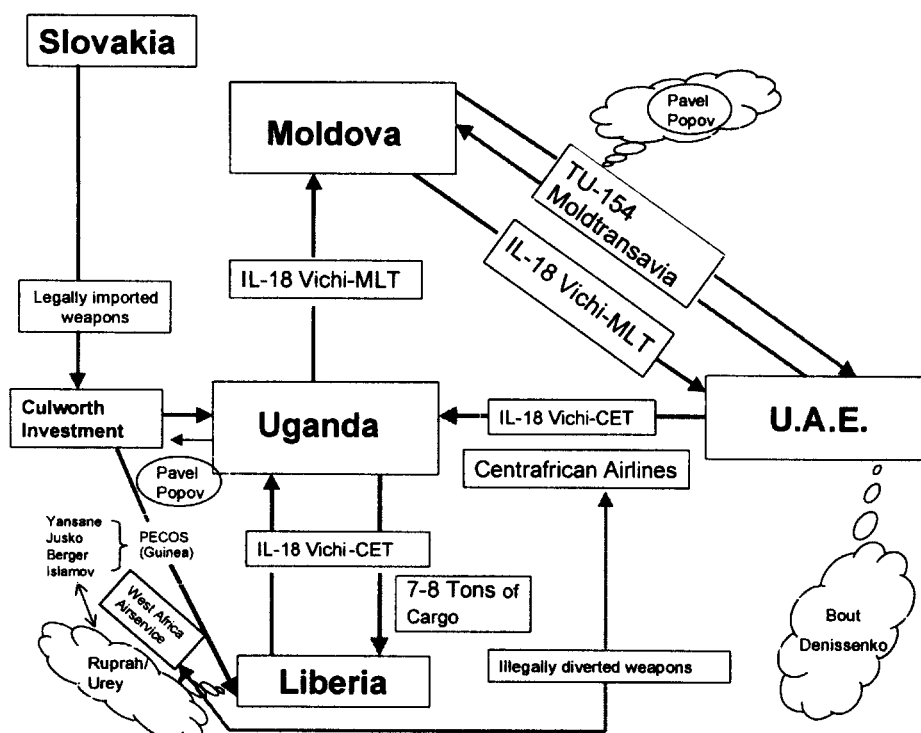 Slovakia
Moldova
Pavel
Popov
TU-154
Moldtransavia
IL-18 Vichi-MLT
IL-18 Vichi-MLT
Legally imported
weapons
Culworth
Investment
Uganda
IL-18 Vichi-CET
U.A.E.
Centrafrican Airlines
Pavel
Popov
Yansane
Jusko
Berger
Islamov
PECOS
(Guinea)
IL-18 Vichi-CET
7-8 Tons of
Cargo
West Africa
Airservice
Bout
Denissenko
Ruprah/
Urey
Liberia
Illegally diverted weapons